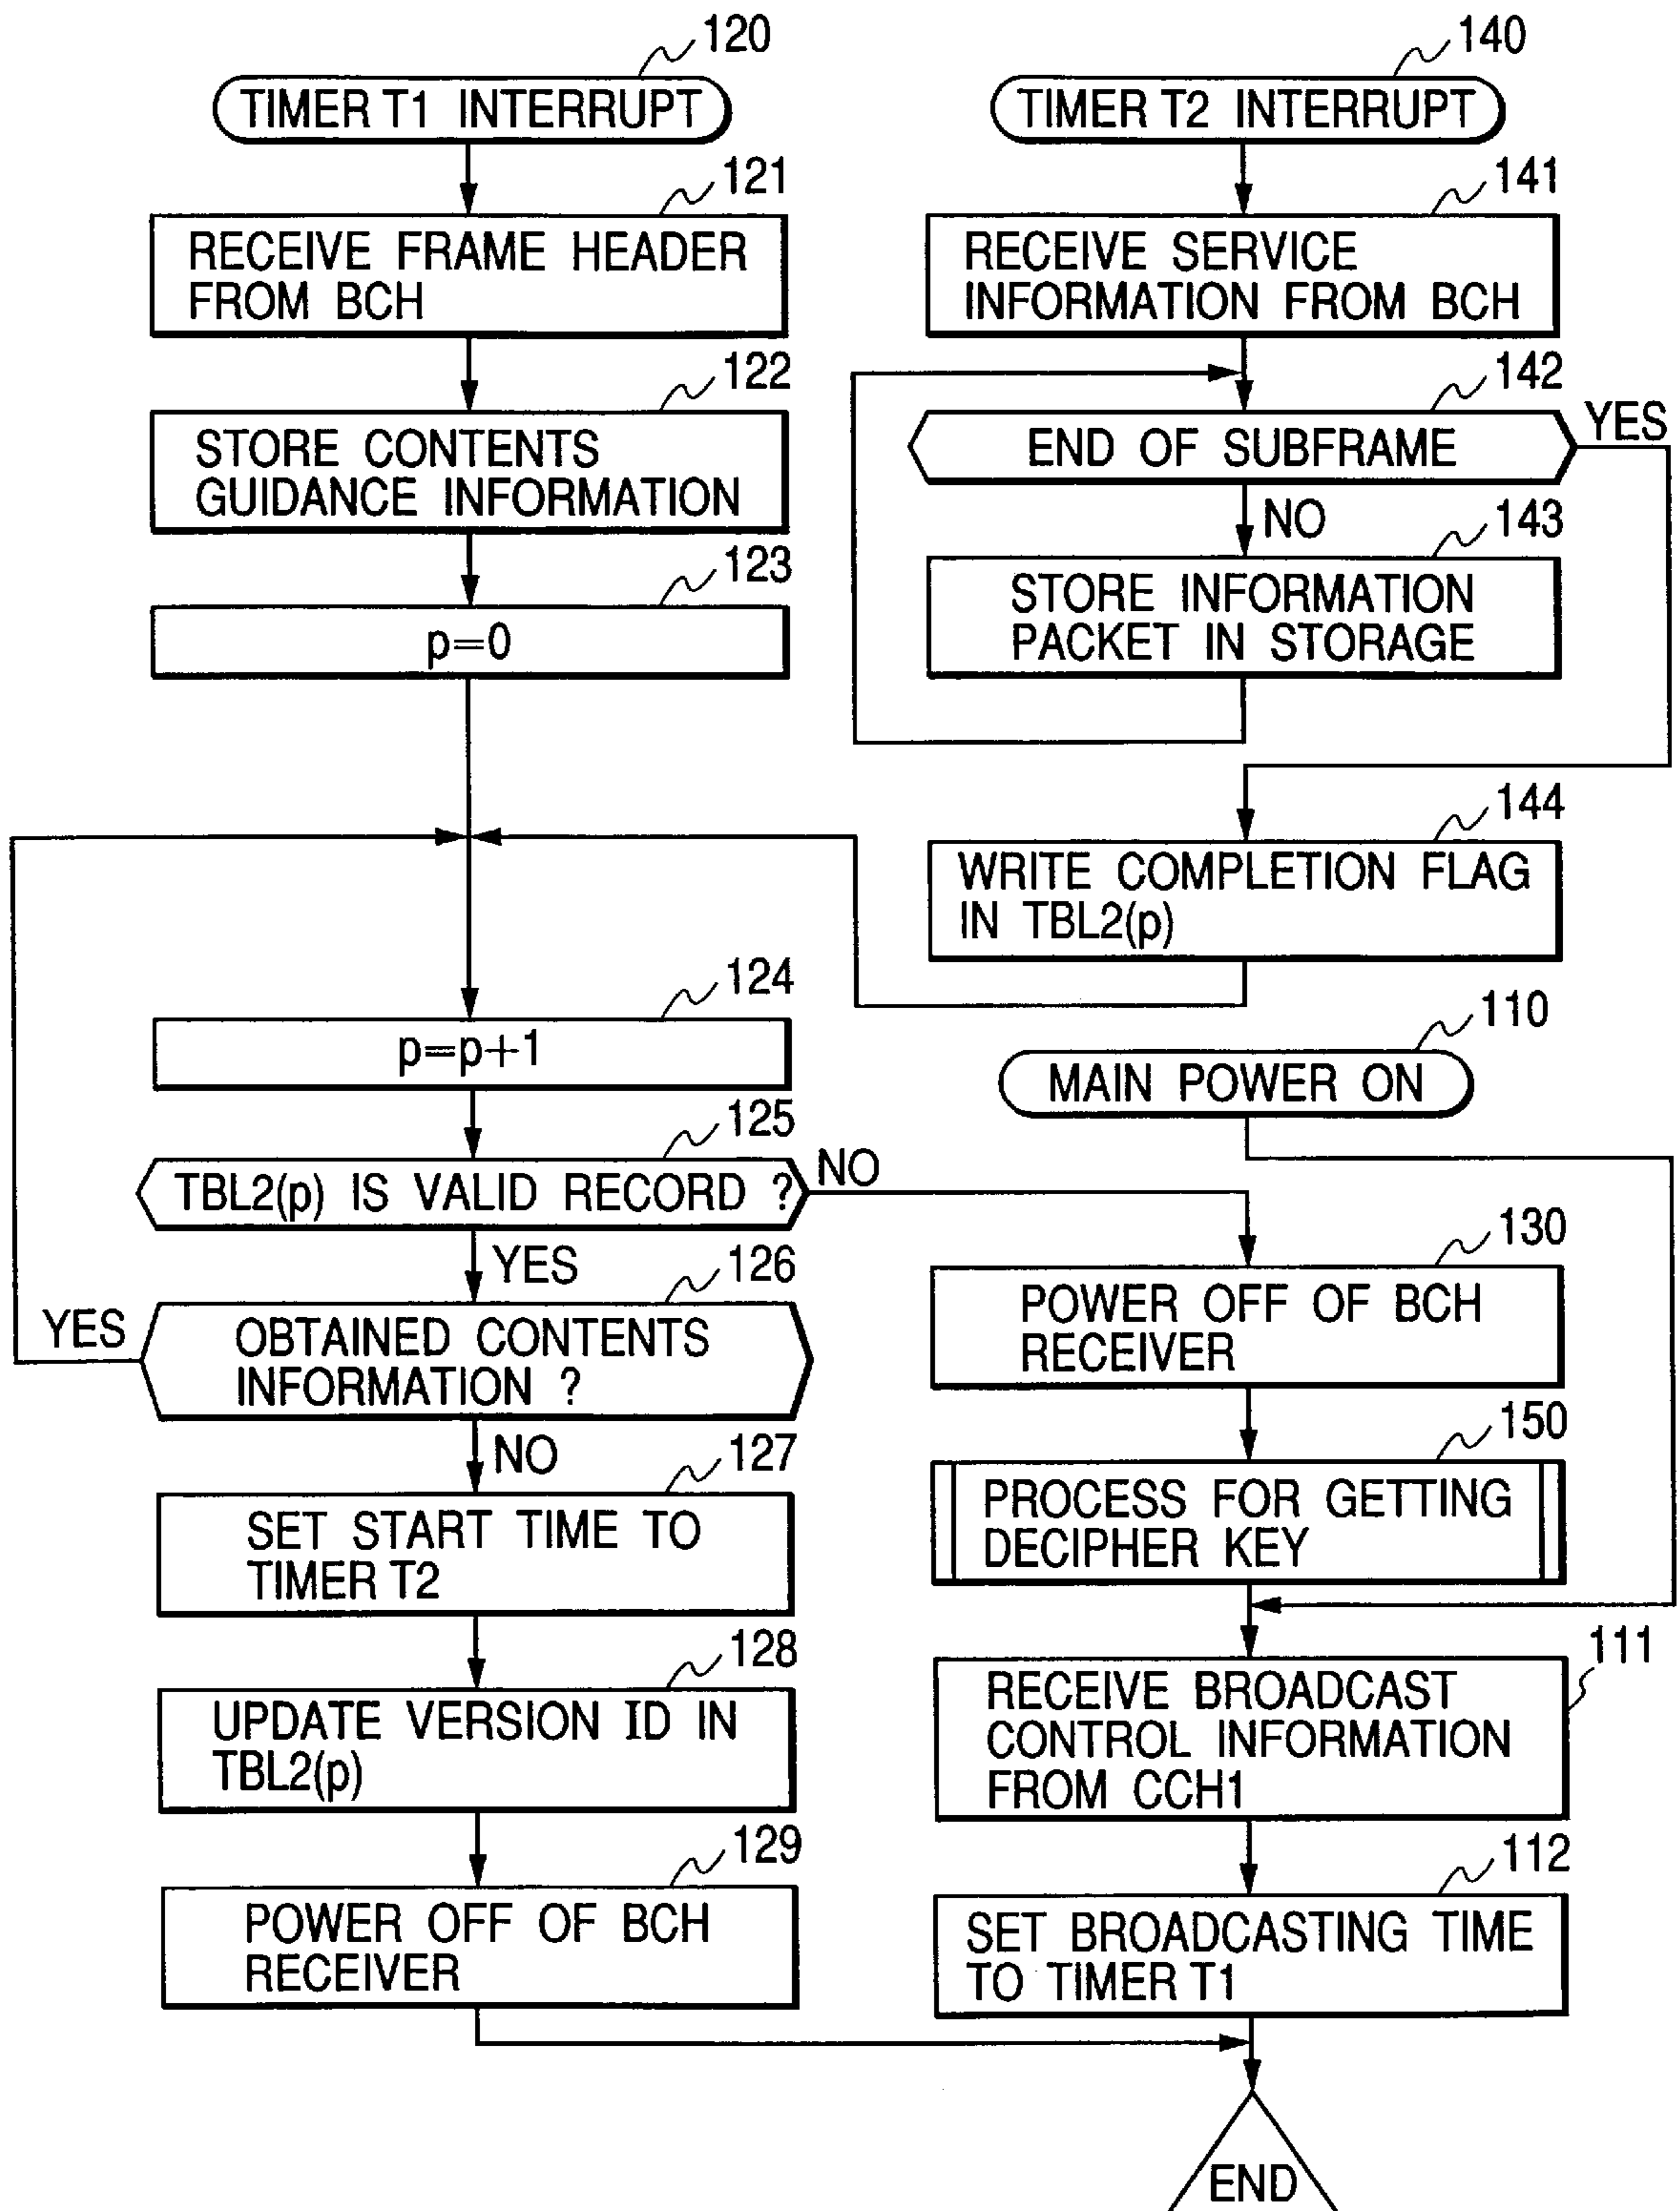 120
TIMER T1 INTERRUPT
121
RECEIVE FRAME HEADER
FROM BCH
122
STORE CONTENTS
GUIDANCE INFORMATION
123
p=0
124
p=p+1
125
TBL2(p) IS VALID RECORD ?
NO
YES
126
YES
OBTAINED CONTENTS
INFORMATION ?
NO
127
SET START TIME TO
TIMER T2
128
UPDATE VERSION ID IN
TBL2(p)
129
POWER OFF OF BCH
RECEIVER
140
TIMER T2 INTERRUPT
141
RECEIVE SERVICE
INFORMATION FROM BCH
142
YES
END OF SUBFRAME
NO
143
STORE INFORMATION
PACKET IN STORAGE
144
WRITE COMPLETION FLAG
IN TBL2(p)
110
MAIN POWER ON
130
POWER OFF OF BCH
RECEIVER
150
PROCESS FOR GETTING
DECIPHER KEY
111
RECEIVE BROADCAST
CONTROL INFORMATION
FROM CCH1
112
SET BROADCASTING TIME
TO TIMER T1
END